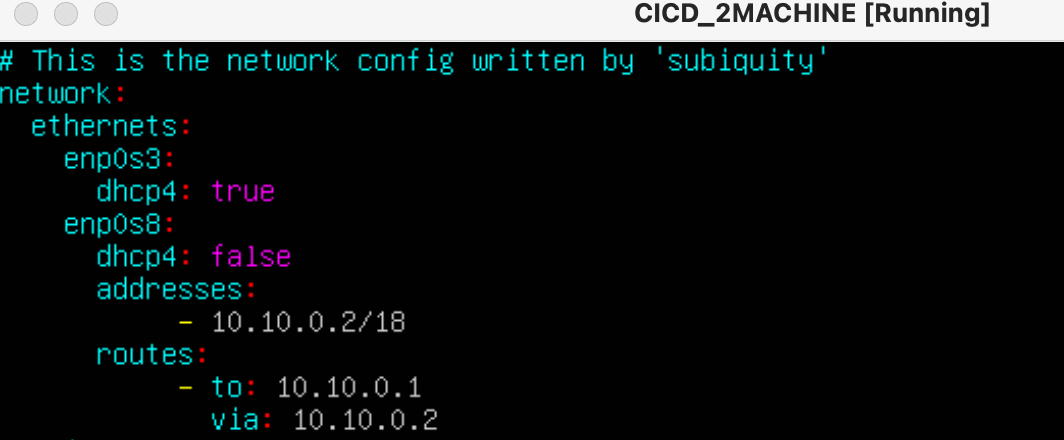 CICD_2MACHINE [Running]
# This is the network config written by 'subiquity'
network:
  ethernets:
    enp0s3:
      dhcp4: true
    enp0s8:
      dhcp4: false
      addresses:
           - 10.10.0.2/18
      routes:
           - to: 10.10.0.1
             via: 10.10.0.2